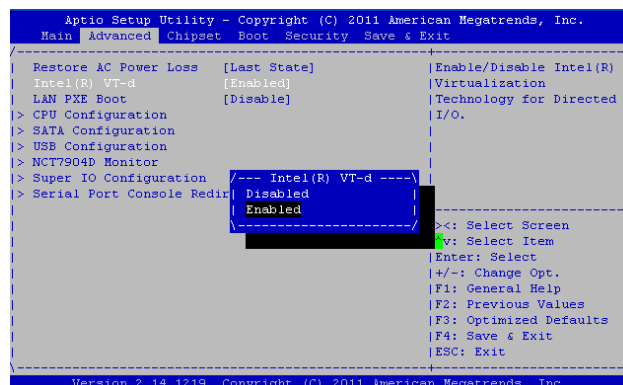 Aptio Setup Utility - Copyright (C) 2011 American Megatrends, Inc.
Main Advanced Chipset Boot Security Save & Exit
Restore AC Power Loss [Last State]
Intel(R) VT-d [Enabled]
LAN PXE Boot [Disable]
> CPU Configuration
> SATA Configuration
> USB Configuration
> NCT7904D Monitor
> Super IO Configuration
> Serial Port Console Redir
/--- Intel(R) VT-d ----\
Disabled
Enabled
Enable/Disable Intel(R)
Virtualization
Technology for Directed
I/O.
><: Select Screen
^v: Select Item
Enter: Select
+/-: Change Opt.
F1: General Help
F2: Previous Values
F3: Optimized Defaults
F4: Save & Exit
ESC: Exit
Version 2.14.1219. Copyright (C) 2011 American Megatrends, Inc.